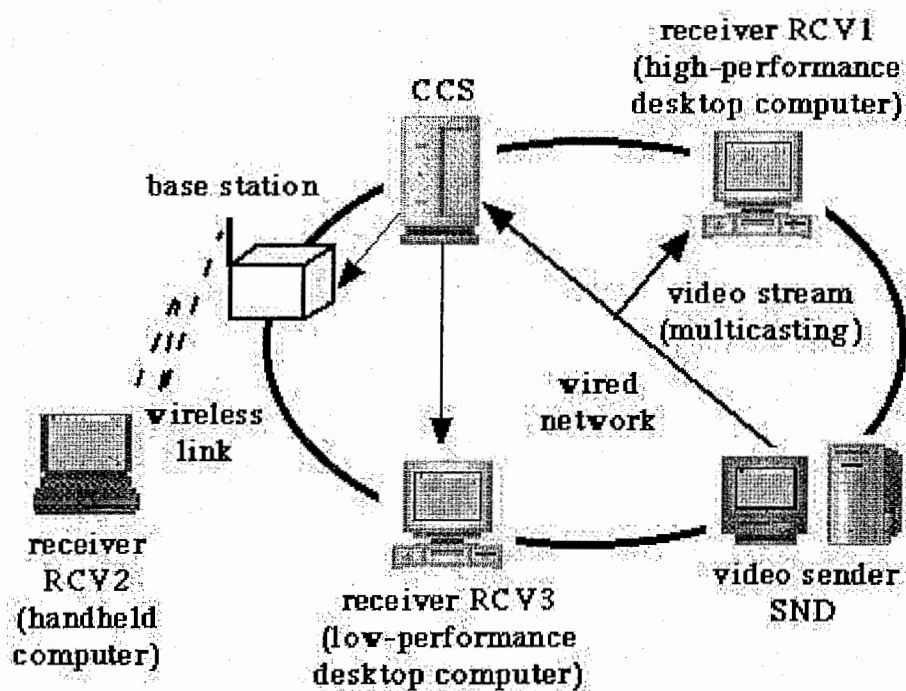 receiver RCV1
(high-performance
desktop computer)
CCS
base station
video stream
(multicasting)
wired
network
wireless
link
receiver
RCV2
(handheld
computer)
receiver RCV3
(low-performance
desktop computer)
video sender
SND